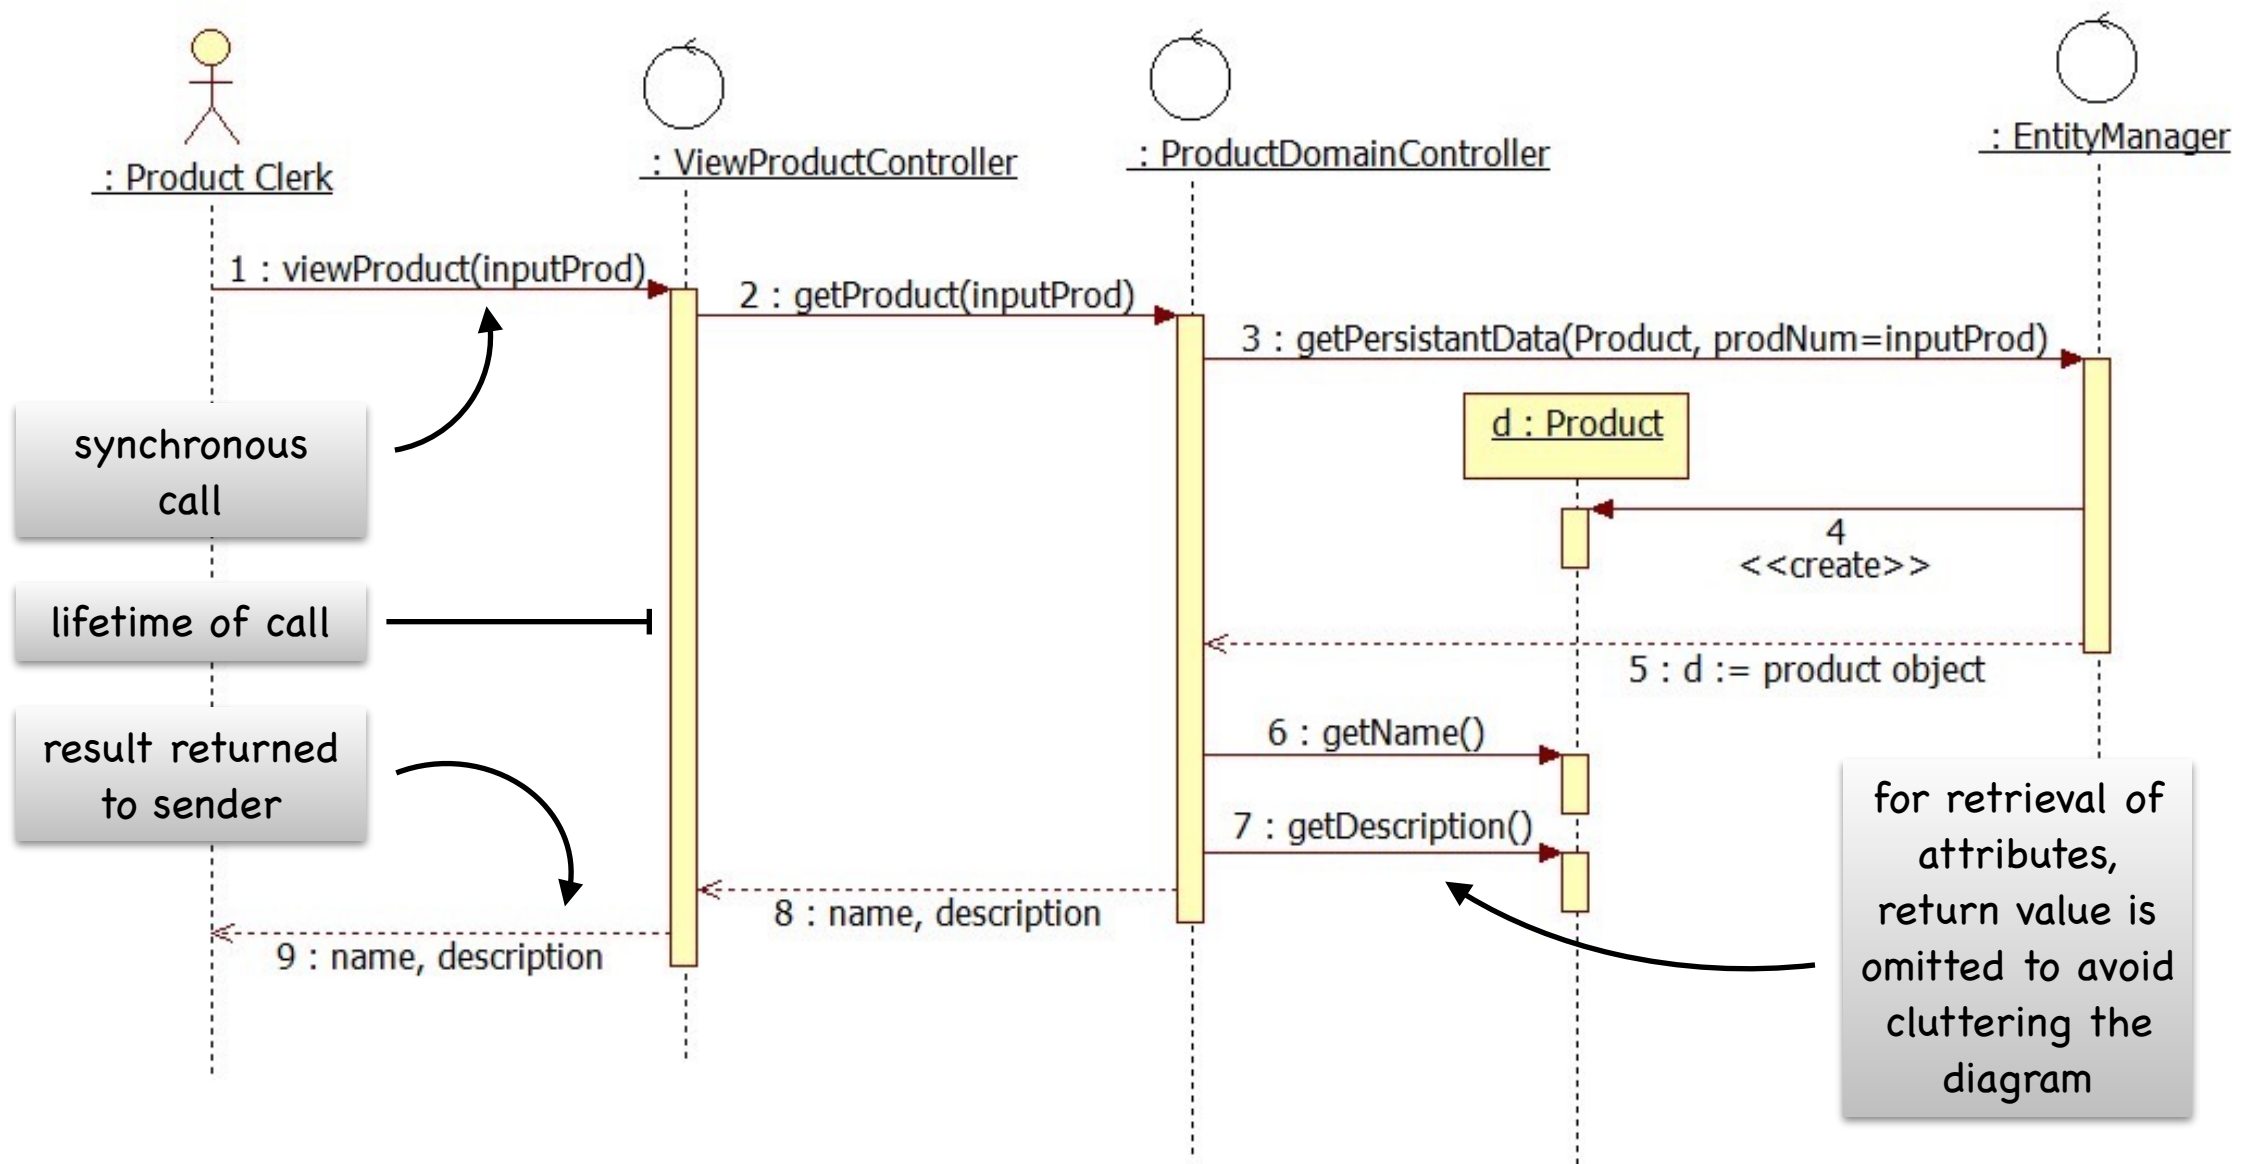 : Product Clerk
: ViewProductController
: ProductDomainController
: EntityManager
1 : viewProduct(inputProd)
2 : getProduct(inputProd)
3 : getPersistantData(Product, prodNum=inputProd)
d : Product
synchronous
call
4
<<create>>
lifetime of call
5 : d := product object
result returned
to sender
6 : getName()
7 : getDescription()
for retrieval of
attributes,
return value is
omitted to avoid
cluttering the
diagram
8 : name, description
9 : name, description